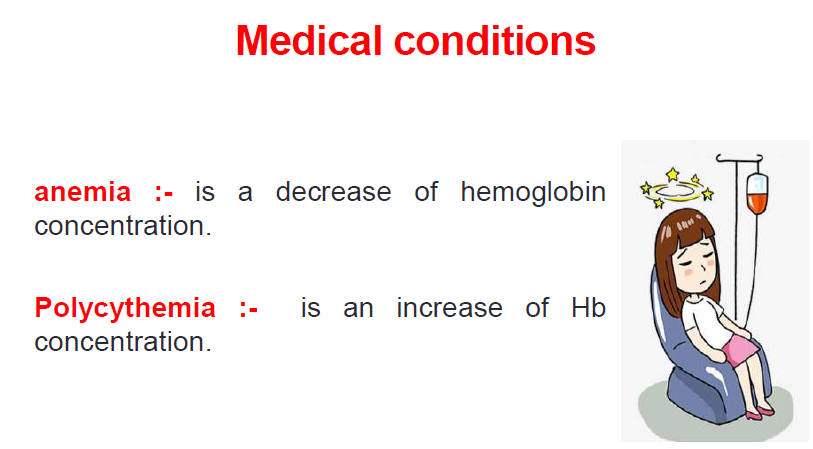 Medical conditions
anemia :- is a decrease of hemoglobin
concentration.
Polycythemia :- is an increase of Hb
concentration.